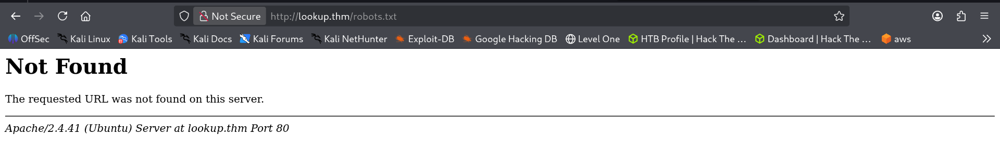 Not Secure http://lookup.thm/robots.txt
OffSec Kali Linux Kali Tools Kali Docs Kali Forums Kali NetHunter Exploit-DB Google Hacking DB Level One HTB Profile | Hack The ... Dashboard | Hack The ... aws
Not Found
The requested URL was not found on this server.
Apache/2.4.41 (Ubuntu) Server at lookup.thm Port 80